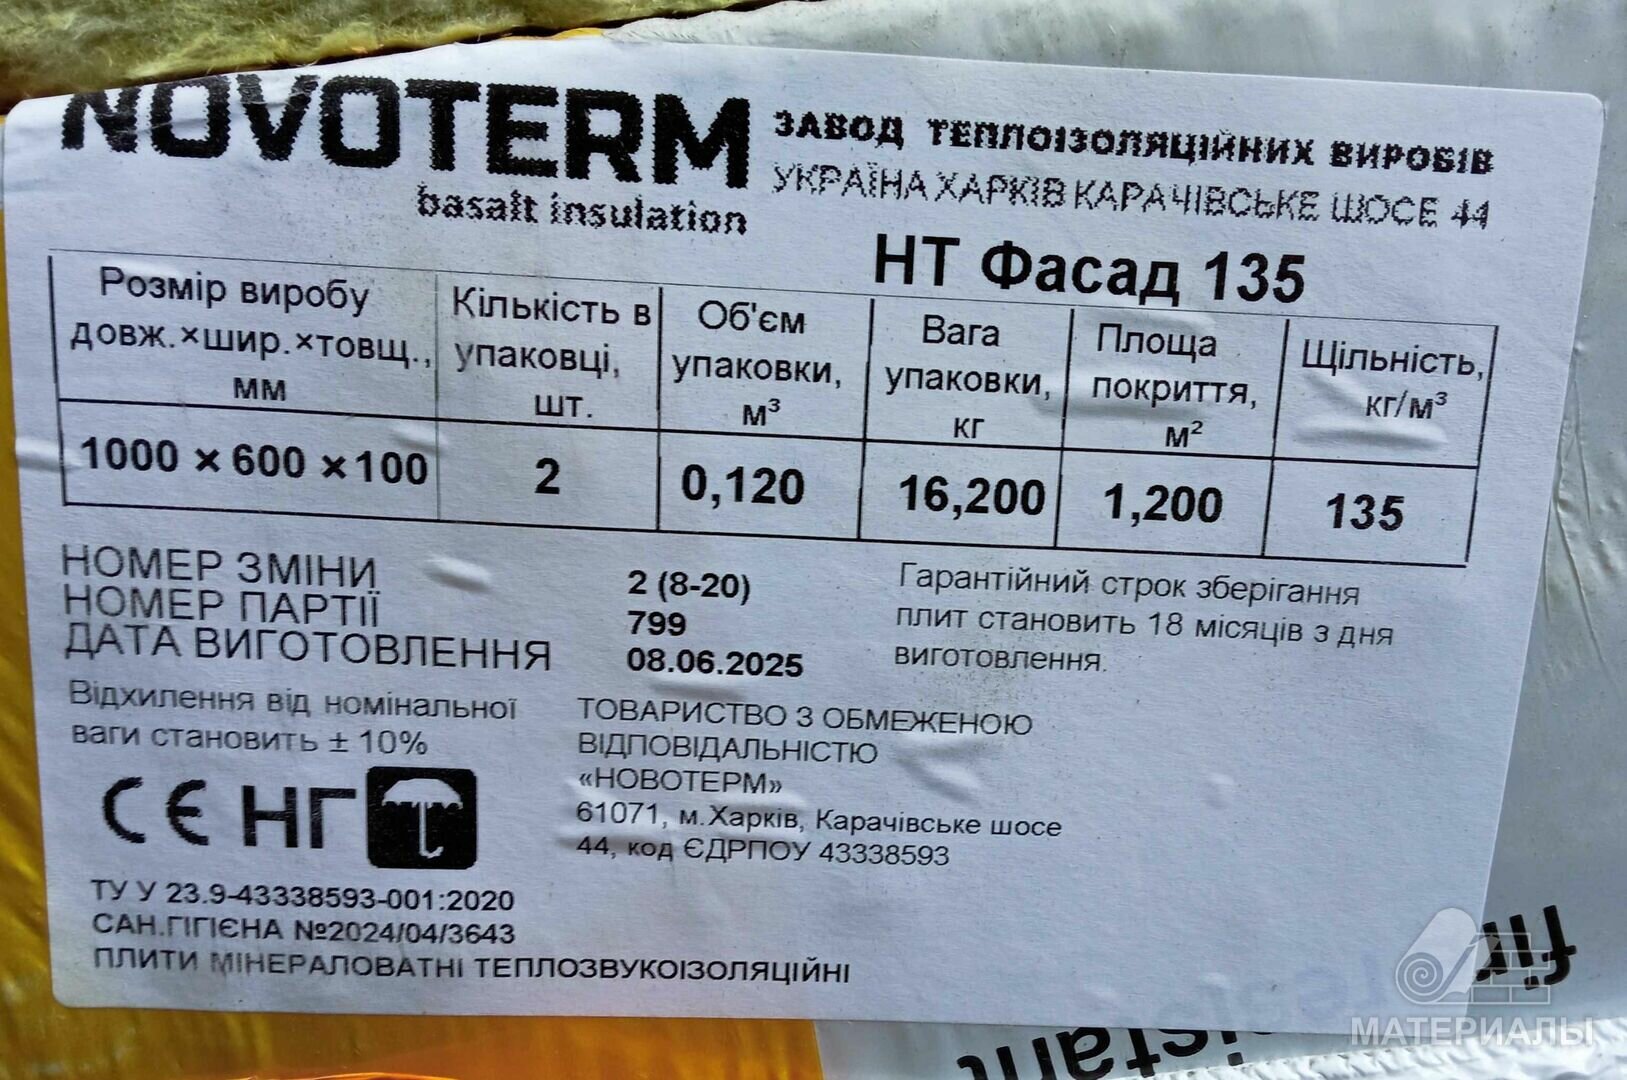 NOVOTERM
basalt insulation
ЗАВОД ТЕПЛОІЗОЛЯЦІЙНИХ ВИРОБІВ
УКРАЇНА ХАРКІВ КАРАЧІВСЬКЕ ШОСЕ 44
НТ Фасад 135
Розмір виробу
довж.×шир.×товщ.,
мм
Кількість в
упаковці,
шт.
Об'єм
упаковки,
м³
Вага
упаковки,
кг
Площа
покриття,
м²
Щільність,
кг/м³
1000 × 600 × 100
2
0,120
16,200
1,200
135
НОМЕР ЗМІНИ 2 (8-20)
НОМЕР ПАРТІЇ 799
ДАТА ВИГОТОВЛЕННЯ 08.06.2025
Гарантійний строк зберігання
плит становить 18 місяців з дня
виготовлення.
Відхилення від номінальної
ваги становить ± 10%
ТОВАРИСТВО З ОБМЕЖЕНОЮ
ВІДПОВІДАЛЬНІСТЮ
«НОВОТЕРМ»
61071, м.Харків, Карачівське шосе
44, код ЄДРПОУ 43338593
CE НГ
ТУ У 23.9-43338593-001:2020
САН.ГІГІЄНА №2024/04/3643
ПЛИТИ МІНЕРАЛОВАТНІ ТЕПЛОЗВУКОІЗОЛЯЦІЙНІ
МАТЕРИАЛЫ